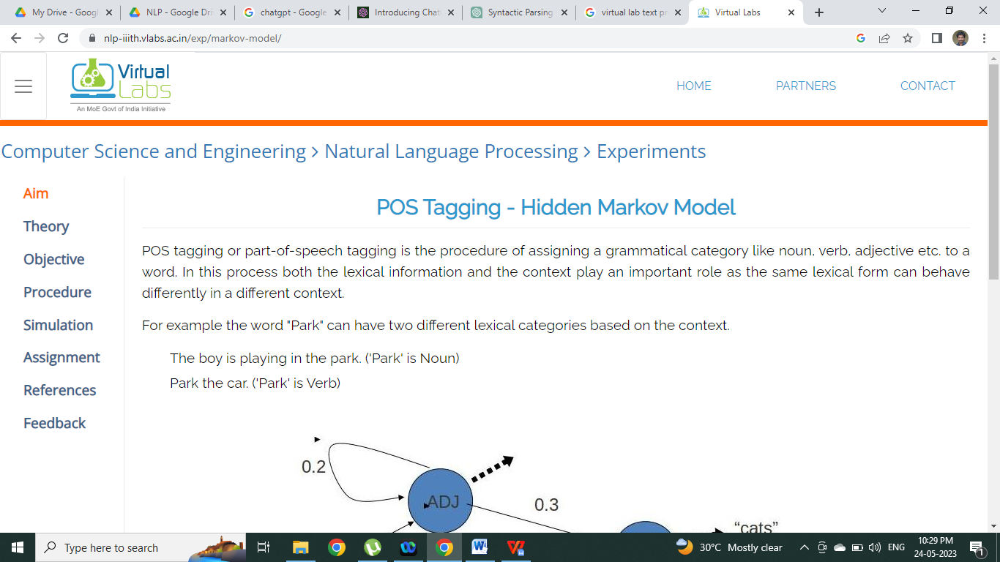 My Drive - Googl
NLP - Google Dri
chatgpt - Google
Introducing Chat
Syntactic Parsing
virtual lab text pr
Virtual Labs
nlp-iiith.vlabs.ac.in/exp/markov-model/
Virtual
Labs
An MoE Govt of India Initiative
HOME
PARTNERS
CONTACT
Computer Science and Engineering > Natural Language Processing > Experiments
Aim
Theory
Objective
Procedure
Simulation
Assignment
References
Feedback
POS Tagging - Hidden Markov Model
POS tagging or part-of-speech tagging is the procedure of assigning a grammatical category like noun, verb, adjective etc. to a
word. In this process both the lexical information and the context play an important role as the same lexical form can behave
differently in a different context.
For example the word "Park" can have two different lexical categories based on the context.
The boy is playing in the park. ('Park' is Noun)
Park the car. ('Park' is Verb)
0.2
ADJ
0.3
“cats”
Type here to search
30°C Mostly clear
ENG
10:29 PM
24-05-2023
1